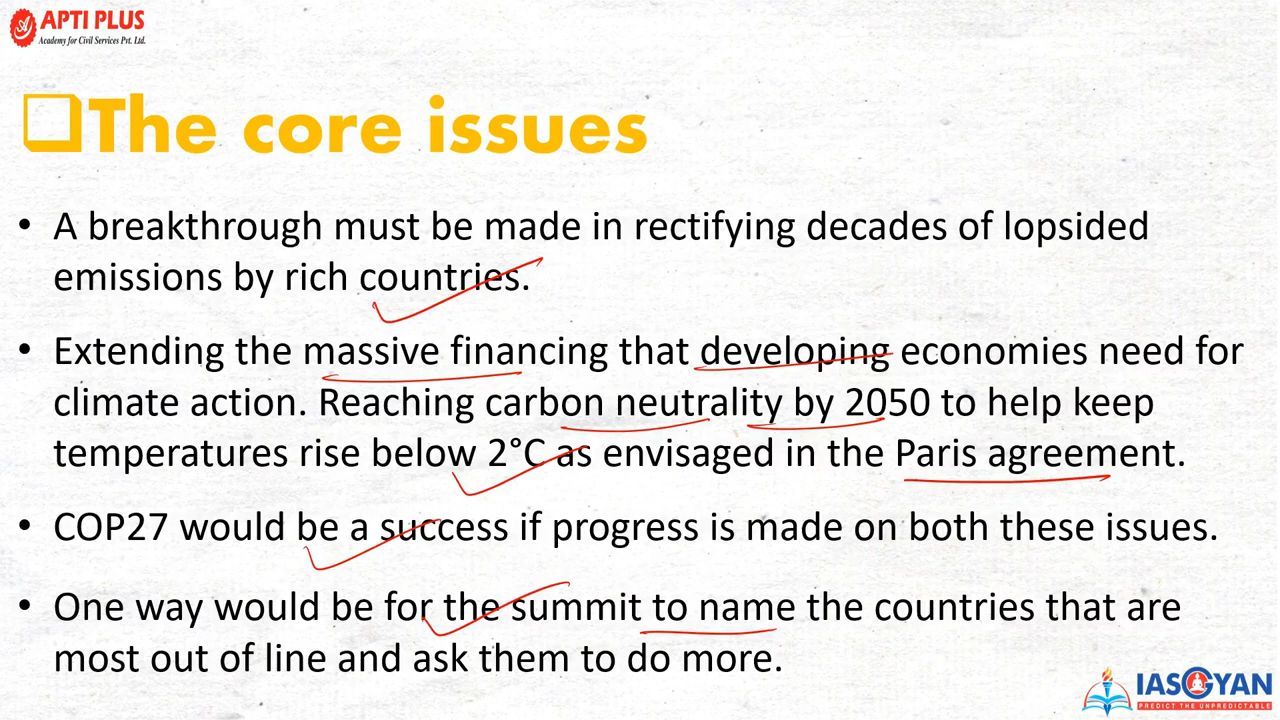 APTI PLUS
Academy for Civil Services Pvt. Ltd.
The core issues
• A breakthrough must be made in rectifying decades of lopsided
emissions by rich countries.
• Extending the massive financing that developing economies need for
climate action. Reaching carbon neutrality by 2050 to help keep
temperatures rise below 2°C as envisaged in the Paris agreement.
• COP27 would be a success if progress is made on both these issues.
• One way would be for the summit to name the countries that are
most out of line and ask them to do more.
IASGYAN
PREDICT THE UNPREDICTABLE